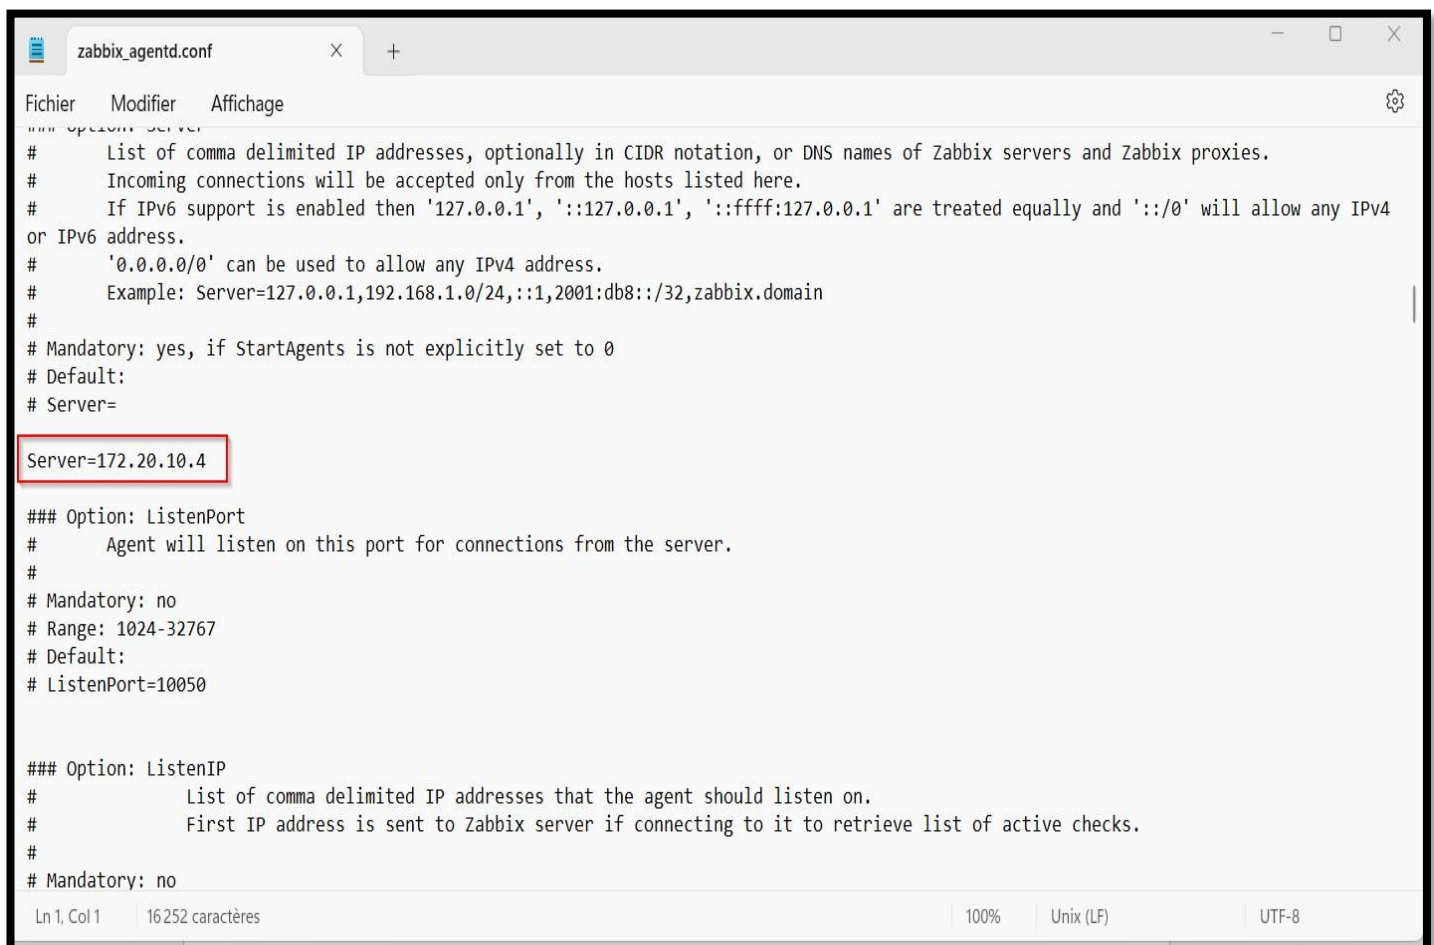 zabbix_agentd.conf
Fichier Modifier Affichage
### Option: Server
# List of comma delimited IP addresses, optionally in CIDR notation, or DNS names of Zabbix servers and Zabbix proxies.
# Incoming connections will be accepted only from the hosts listed here.
# If IPv6 support is enabled then '127.0.0.1', '::127.0.0.1', '::ffff:127.0.0.1' are treated equally and '::/0' will allow any IPv4
or IPv6 address.
# '0.0.0.0/0' can be used to allow any IPv4 address.
# Example: Server=127.0.0.1,192.168.1.0/24,::1,2001:db8::/32,zabbix.domain
#
# Mandatory: yes, if StartAgents is not explicitly set to 0
# Default:
# Server=
Server=172.20.10.4
### Option: ListenPort
# Agent will listen on this port for connections from the server.
#
# Mandatory: no
# Range: 1024-32767
# Default:
# ListenPort=10050
### Option: ListenIP
# List of comma delimited IP addresses that the agent should listen on.
# First IP address is sent to Zabbix server if connecting to it to retrieve list of active checks.
#
# Mandatory: no
Ln 1, Col 1 16 252 caractères 100% Unix (LF) UTF-8